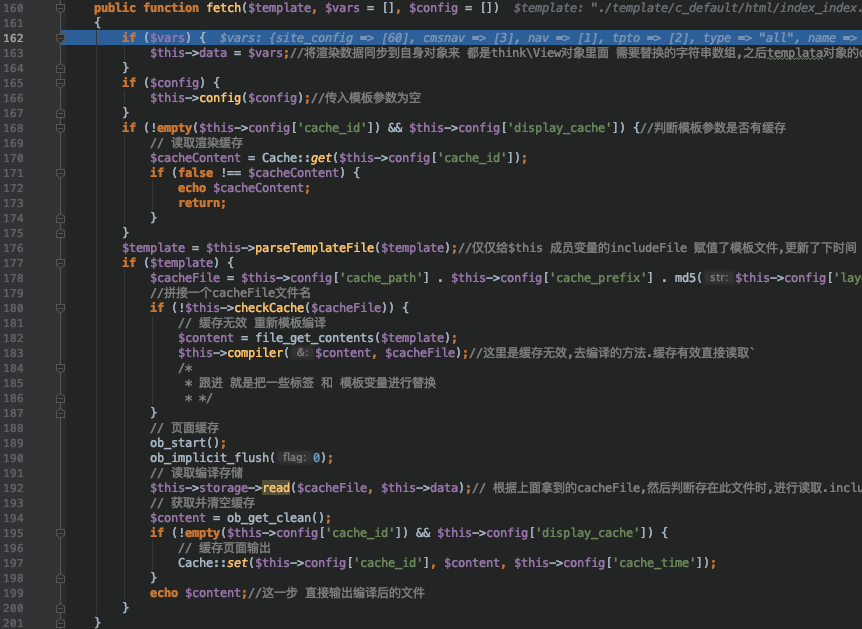 160 public function fetch($template, $vars = [], $config = []) $template: "./template/c_default/html/index_index.
161 {
162 if ($vars) { $vars: {site_config => [60], cmsnav => [3], nav => [1], tpto => [2], type => "all", name =>
163 $this->data = $vars;//将渲染数据同步到自身对象来 都是think\View对象里面 需要替换的字符串数组,之后templata对象的
164 }
165 if ($config) {
166 $this->config($config);//传入模板参数为空
167 }
168 if (!empty($this->config['cache_id']) && $this->config['display_cache']) {//判断模板参数是否有缓存
169 // 读取渲染缓存
170 $cacheContent = Cache::get($this->config['cache_id']);
171 if (false !== $cacheContent) {
172 echo $cacheContent;
173 return;
174 }
175 }
176 $template = $this->parseTemplateFile($template);//仅仅给$this 成员变量的includeFile 赋值了模板文件,更新了下时间
177 if ($template) {
178 $cacheFile = $this->config['cache_path'] . $this->config['cache_prefix'] . md5( str: $this->config['lay
179 //拼接一个cacheFile文件名
180 if (!$this->checkCache($cacheFile)) {
181 // 缓存无效 重新模板编译
182 $content = file_get_contents($template);
183 $this->compiler( &: $content, $cacheFile);//这里是缓存无效,去编译的方法.缓存有效直接读取`
184 /*
185 * 跟进 就是把一些标签 和 模板变量进行替换
186 * */
187 }
188 // 页面缓存
189 ob_start();
190 ob_implicit_flush( flag: 0);
191 // 读取编译存储
192 $this->storage->read($cacheFile, $this->data);// 根据上面拿到的cacheFile,然后判断存在此文件时,进行读取.inclu
193 // 获取并清空缓存
194 $content = ob_get_clean();
195 if (!empty($this->config['cache_id']) && $this->config['display_cache']) {
196 // 缓存页面输出
197 Cache::set($this->config['cache_id'], $content, $this->config['cache_time']);
198 }
199 echo $content;//这一步 直接输出编译后的文件
200 }
201 }